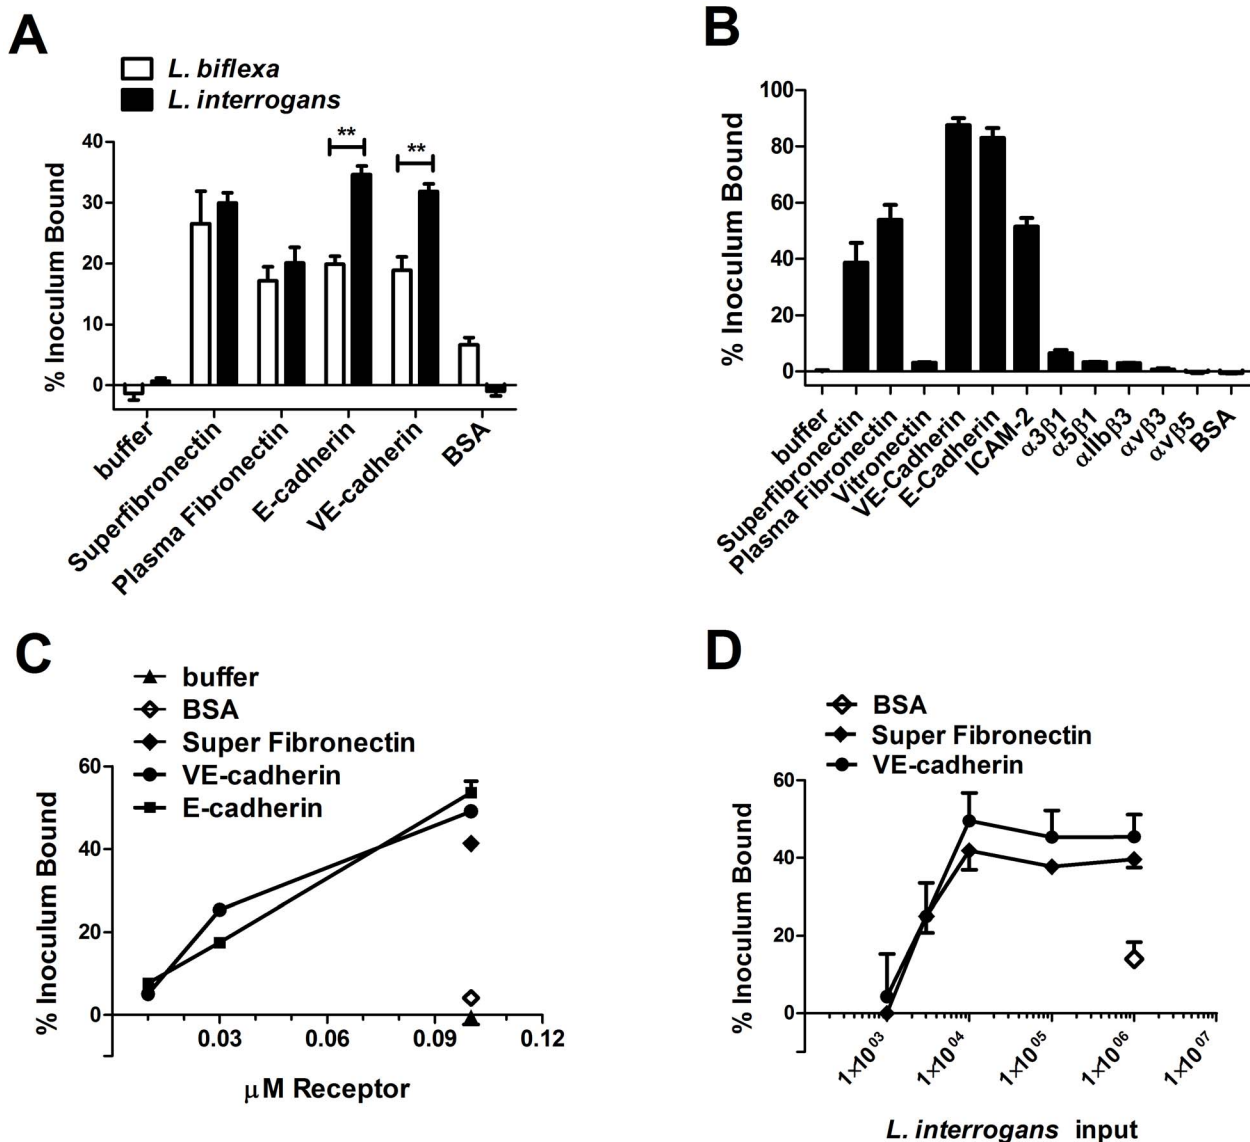 A
L. biflexa
L. interrogans
% Inoculum Bound
40
30
20
10
0
**
**
buffer
Superfibronectin
Plasma Fibronectin
E-cadherin
VE-cadherin
BSA
B
% Inoculum Bound
100
80
60
40
20
0
buffer
Superfibronectin
Plasma Fibronectin
Vitronectin
VE-Cadherin
E-Cadherin
ICAM-2
α3β1
α5β1
αIIbβ3
αvβ3
αvβ5
BSA
C
buffer
BSA
Super Fibronectin
VE-cadherin
E-cadherin
% Inoculum Bound
60
40
20
0
0.03
0.06
0.09
0.12
μM Receptor
D
BSA
Super Fibronectin
VE-cadherin
% Inoculum Bound
60
40
20
0
1×10⁰³
1×10⁰⁴
1×10⁰⁵
1×10⁰⁶
1×10⁰⁷
L. interrogans input